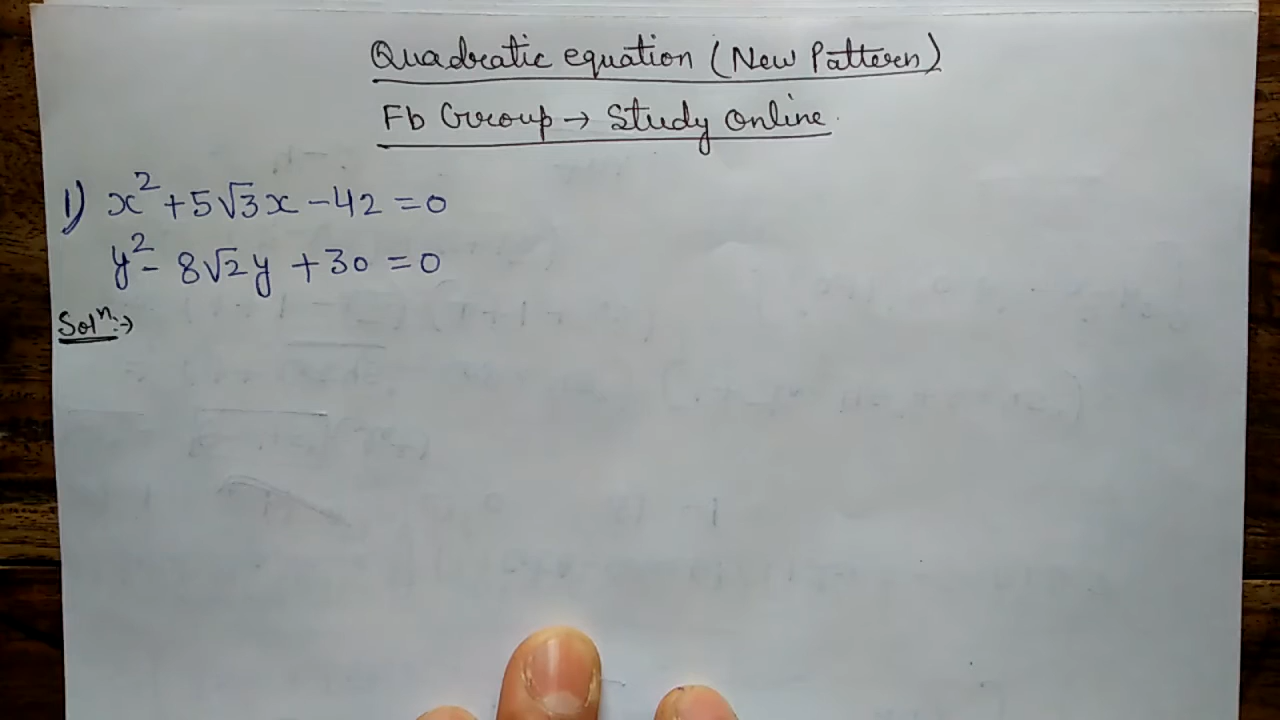 Quadratic equation (New Pattern)
Fb Group → Study Online
1) x² + 5√3x - 42 = 0
y² - 8√2y + 30 = 0
Solⁿ:→